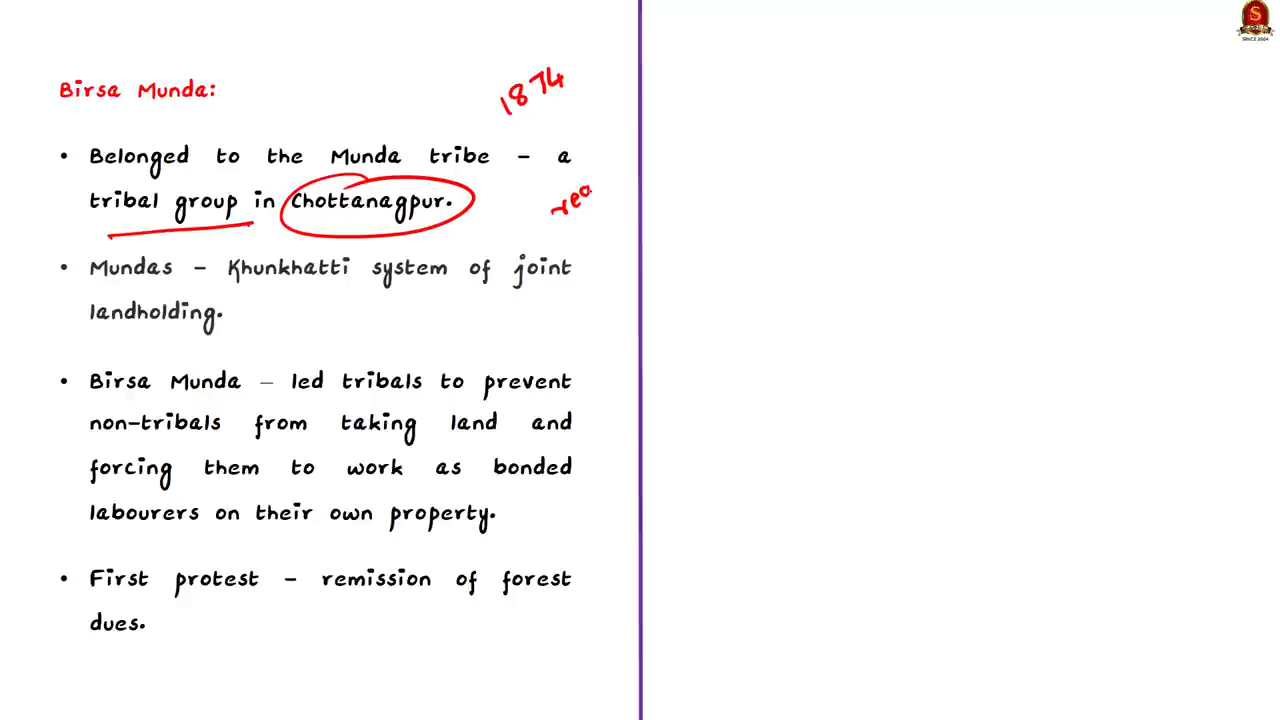 Birsa Munda:
1874
• Belonged to the Munda tribe – a
tribal group in Chottanagpur.
• Mundas – Khunkhatti system of joint
landholding.
• Birsa Munda – led tribals to prevent
non-tribals from taking land and
forcing them to work as bonded
labourers on their own property.
• First protest – remission of forest
dues.
S
SINCE 2004